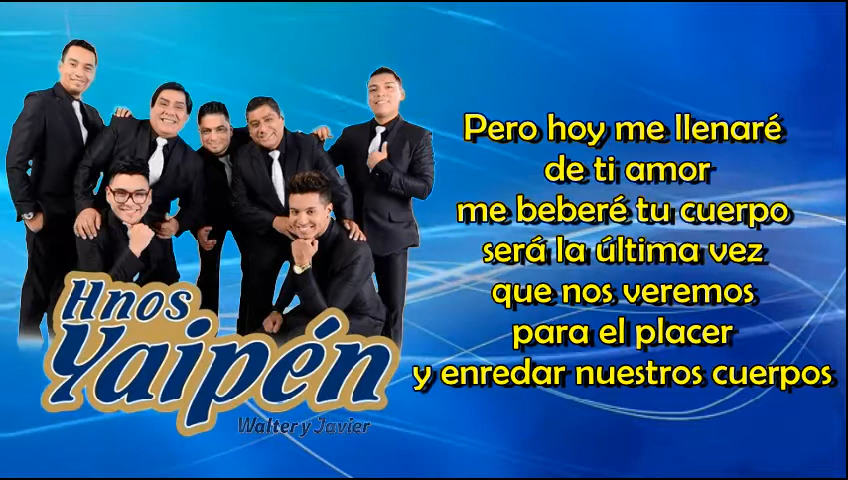 Hnos
Yaipén
Walter y Javier
Pero hoy me llenaré
de ti amor
me beberé tu cuerpo
será la última vez
que nos veremos
para el placer
y enredar nuestros cuerpos